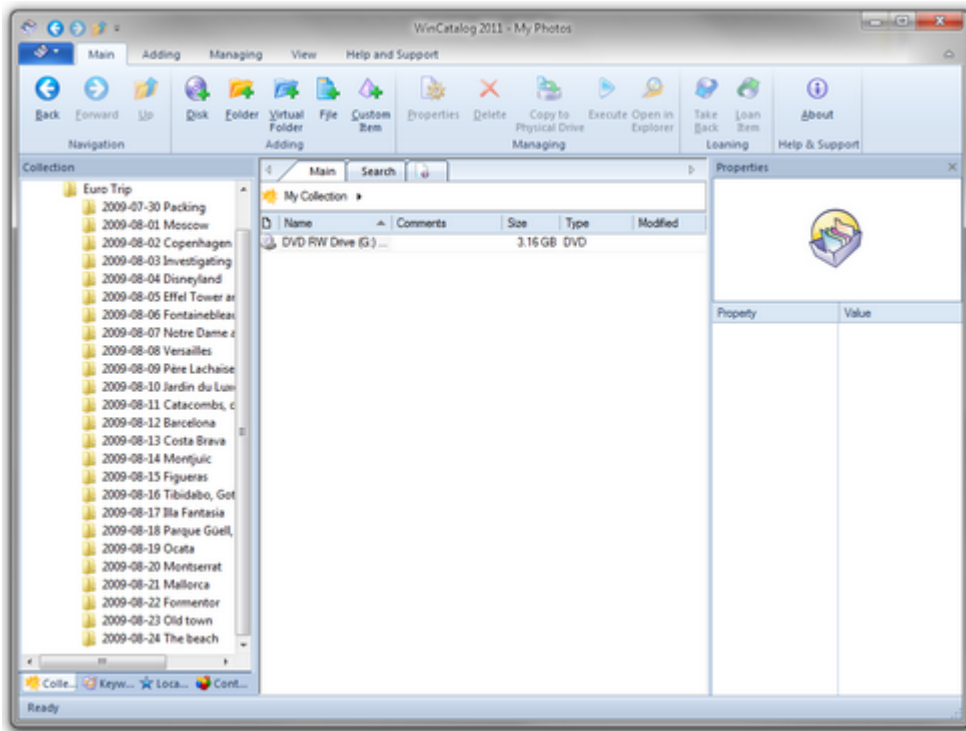 WinCatalog 2011 - My Photos
Main Adding Managing View Help and Support
Back Forward Up Disk Folder Virtual Folder File Custom Item Properties Delete Copy to Physical Drive Execute Open in Explorer Take Back Loan Item About
Navigation Adding Managing Loaning Help & Support
Collection
Euro Trip
2009-07-30 Packing
2009-08-01 Moscow
2009-08-02 Copenhagen
2009-08-03 Investigating
2009-08-04 Disneyland
2009-08-05 Effel Tower ar
2009-08-06 Fontainebleau
2009-08-07 Notre Dame a
2009-08-08 Versailles
2009-08-09 Père Lachaise
2009-08-10 Jardin du Luxe
2009-08-11 Catacombs, c
2009-08-12 Barcelona
2009-08-13 Costa Brava
2009-08-14 Montjuic
2009-08-15 Figueras
2009-08-16 Tibidabo, Got
2009-08-17 Illa Fantasia
2009-08-18 Parque Güell,
2009-08-19 Ocata
2009-08-20 Montserrat
2009-08-21 Mallorca
2009-08-22 Formentor
2009-08-23 Old town
2009-08-24 The beach
Colle... Keyw... Loca... Cont...
Main Search
My Collection
Name Comments Size Type Modified
DVD RW Drive (G:) ... 3.16 GB DVD
Properties
Property Value
Ready